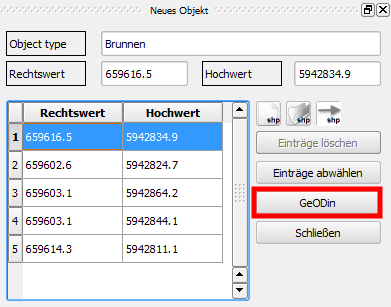 Neues Objekt
Object type Brunnen
Rechtswert 659616.5 Hochwert 5942834.9
Rechtswert Hochwert
1 659616.5 5942834.9
2 659602.6 5942824.7
3 659603.1 5942864.2
4 659603.1 5942844.1
5 659614.3 5942811.1
shp shp shp
Einträge löschen
Einträge abwählen
GeODin
Schließen